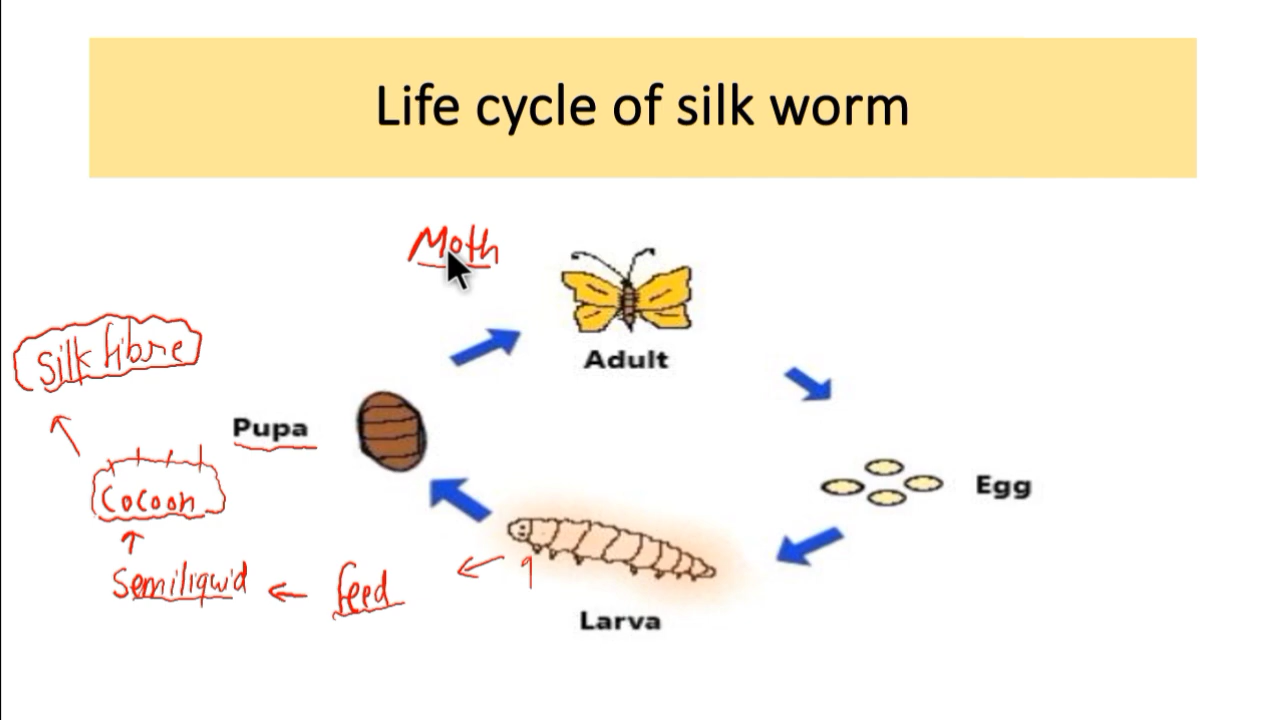 Life cycle of silk worm
Moth
Adult
silk fibre
Pupa
Cocoon
Egg
Semiliquid
feed
Larva